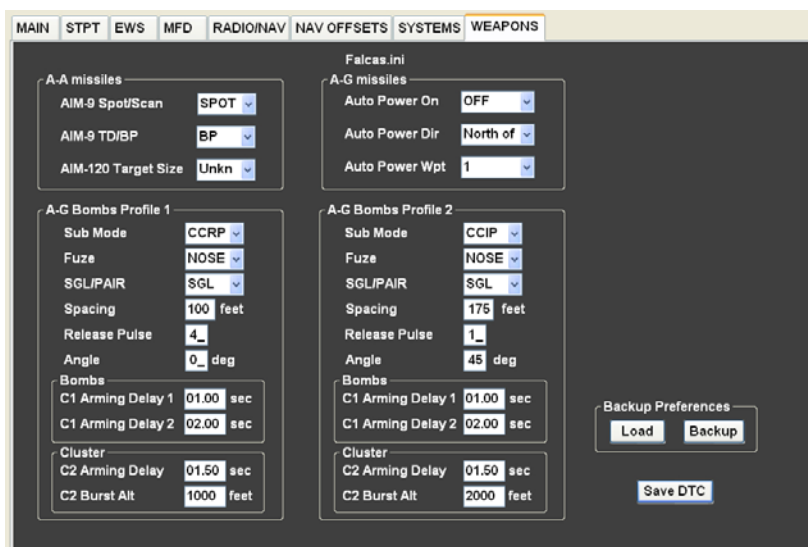 MAIN STPT EWS MFD RADIO/NAV NAV OFFSETS SYSTEMS WEAPONS
Falcas.ini
A-A missiles
AIM-9 Spot/Scan SPOT
AIM-9 TD/BP BP
AIM-120 Target Size Unkn
A-G missiles
Auto Power On OFF
Auto Power Dir North of
Auto Power Wpt 1
A-G Bombs Profile 1
Sub Mode CCRP
Fuze NOSE
SGL/PAIR SGL
Spacing 100 feet
Release Pulse 4_
Angle 0_ deg
Bombs
C1 Arming Delay 1 01.00 sec
C1 Arming Delay 2 02.00 sec
Cluster
C2 Arming Delay 01.50 sec
C2 Burst Alt 1000 feet
A-G Bombs Profile 2
Sub Mode CCIP
Fuze NOSE
SGL/PAIR SGL
Spacing 175 feet
Release Pulse 1_
Angle 45 deg
Bombs
C1 Arming Delay 1 01.00 sec
C1 Arming Delay 2 02.00 sec
Cluster
C2 Arming Delay 01.50 sec
C2 Burst Alt 2000 feet
Backup Preferences
Load Backup
Save DTC